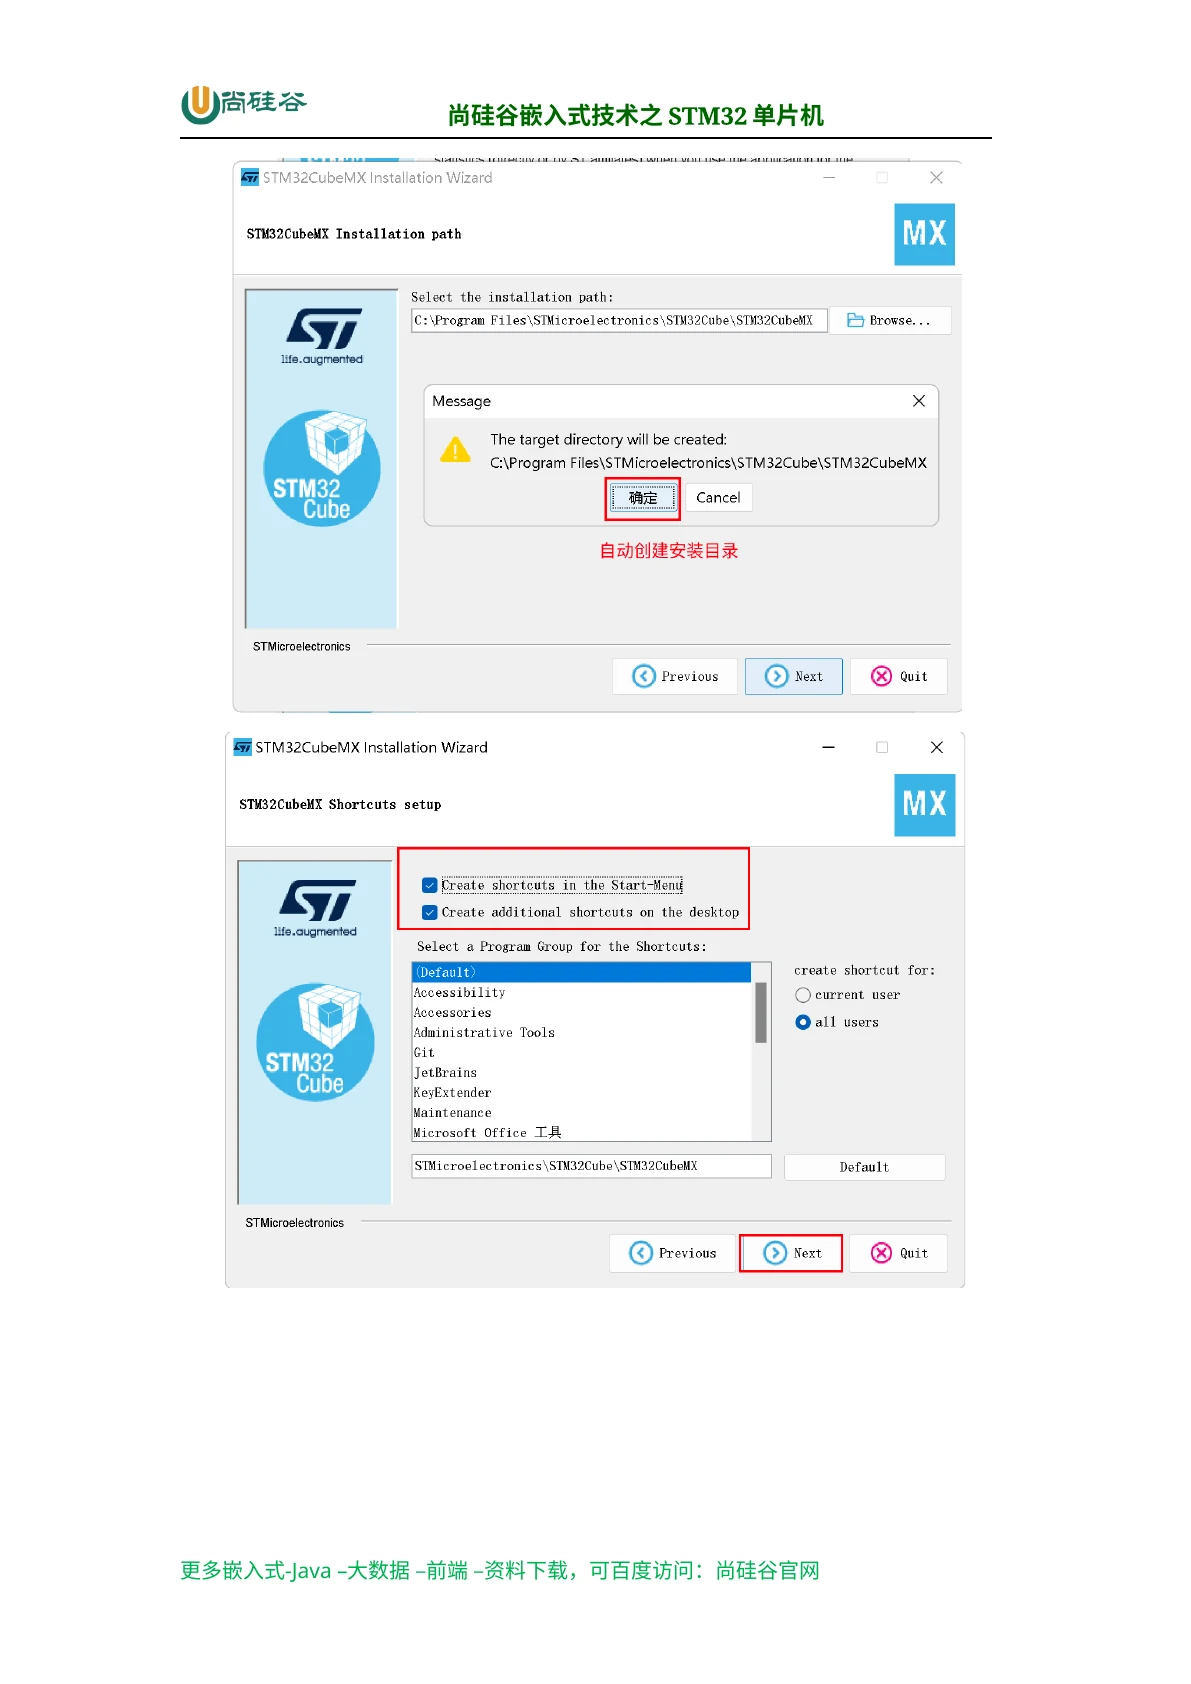 尚硅谷
尚硅谷嵌入式技术之 STM32 单片机
STM32CubeMX Installation Wizard
STM32CubeMX Installation path
MX
Select the installation path:
C:\Program Files\STMicroelectronics\STM32Cube\STM32CubeMX
Browse...
life.augmented
STM32
Cube
Message
The target directory will be created:
C:\Program Files\STMicroelectronics\STM32Cube\STM32CubeMX
确定 Cancel
自动创建安装目录
STMicroelectronics
Previous Next Quit
STM32CubeMX Installation Wizard
STM32CubeMX Shortcuts setup
MX
life.augmented
STM32
Cube
Create shortcuts in the Start-Menu
Create additional shortcuts on the desktop
Select a Program Group for the Shortcuts:
(Default)
Accessibility
Accessories
Administrative Tools
Git
JetBrains
KeyExtender
Maintenance
Microsoft Office 工具
create shortcut for:
current user
all users
STMicroelectronics\STM32Cube\STM32CubeMX
Default
STMicroelectronics
Previous Next Quit
更多嵌入式-Java –大数据 –前端 –资料下载，可百度访问：尚硅谷官网